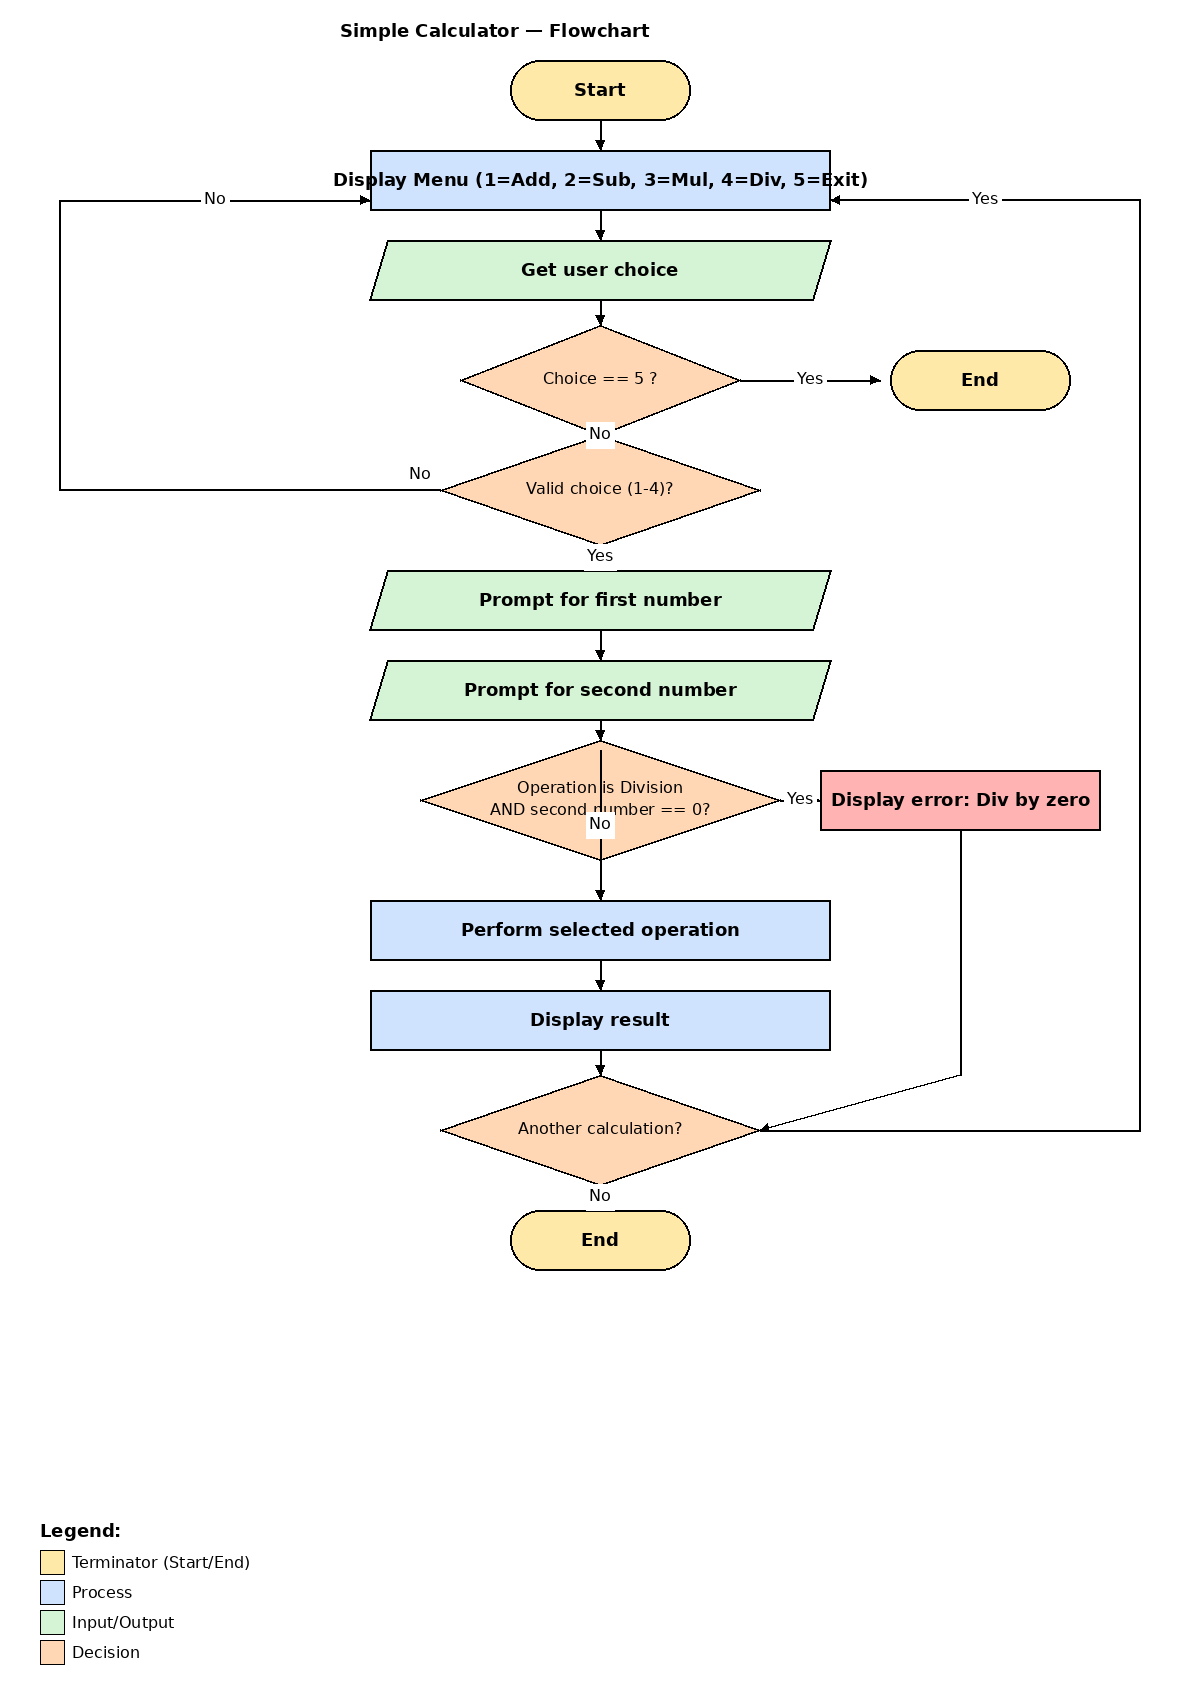 Simple Calculator — Flowchart
Start
Display Menu (1=Add, 2=Sub, 3=Mul, 4=Div, 5=Exit)
No
Yes
Get user choice
Choice == 5 ?
Yes
End
No
No
Valid choice (1-4)?
Yes
Prompt for first number
Prompt for second number
Operation is Division
AND second number == 0?
Yes
Display error: Div by zero
No
Perform selected operation
Display result
Another calculation?
No
End
Legend:
Terminator (Start/End)
Process
Input/Output
Decision